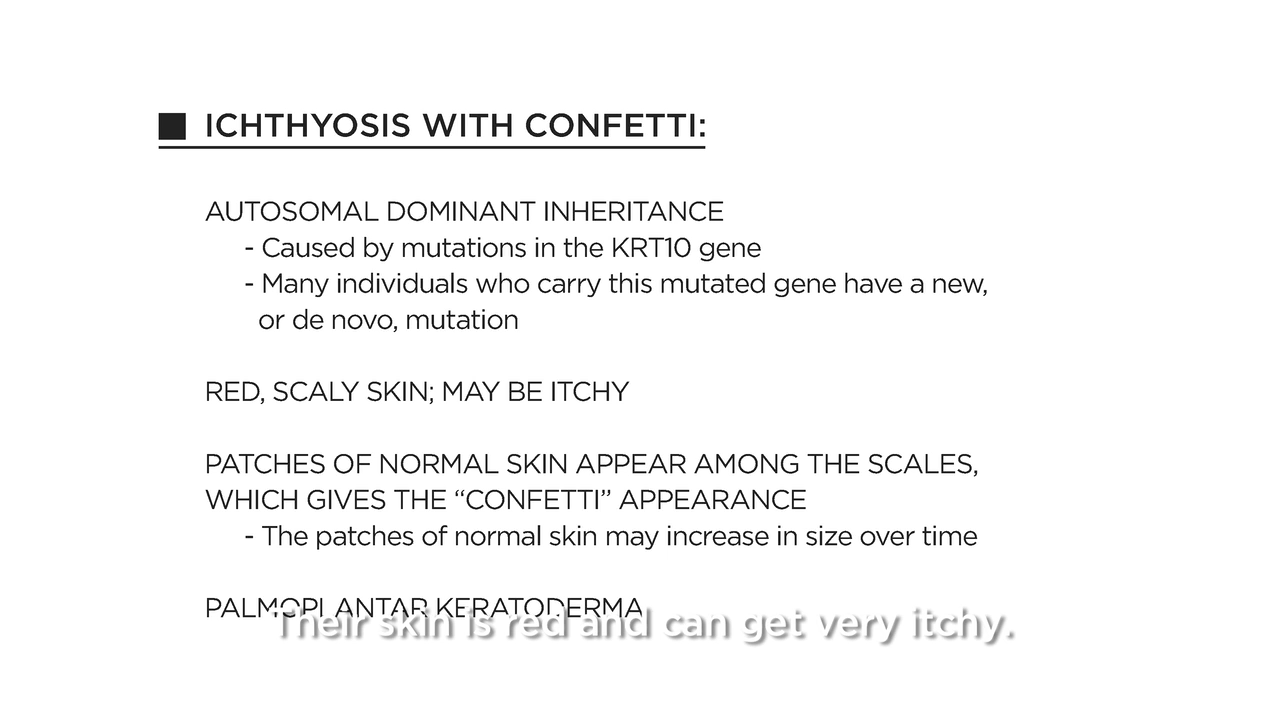 ICHTHYOSIS WITH CONFETTI:
AUTOSOMAL DOMINANT INHERITANCE
- Caused by mutations in the KRT10 gene
- Many individuals who carry this mutated gene have a new,
or de novo, mutation
RED, SCALY SKIN; MAY BE ITCHY
PATCHES OF NORMAL SKIN APPEAR AMONG THE SCALES,
WHICH GIVES THE “CONFETTI” APPEARANCE
- The patches of normal skin may increase in size over time
PALMOPLANTAR KERATODERMA
Their skin is red and can get very itchy.